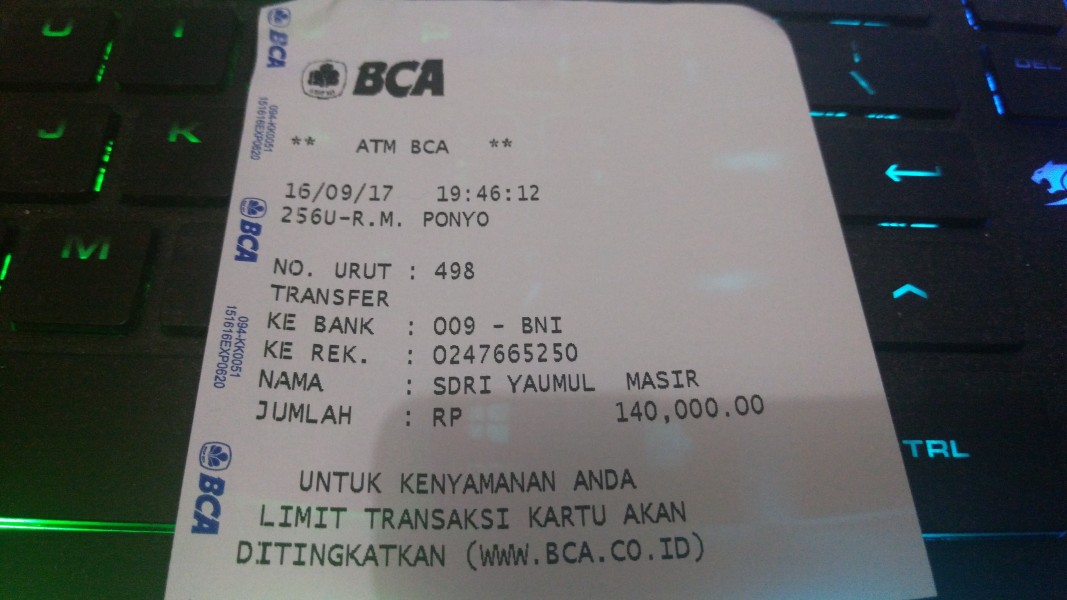 BCA
** ATM BCA **
16/09/17 19:46:12
256U-R.M. PONYO
NO. URUT : 498
TRANSFER
KE BANK : 009 - BNI
KE REK. : 0247665250
NAMA : SDRI YAUMUL MASIR
JUMLAH : RP 140,000.00
UNTUK KENYAMANAN ANDA
LIMIT TRANSAKSI KARTU AKAN
DITINGKATKAN (WWW.BCA.CO.ID)
BCA
094-KK0051
151616EXP0620
BCA
094-KK0051
151616EXP0620
BCA
U
I
J
K
M
DEL
TRL